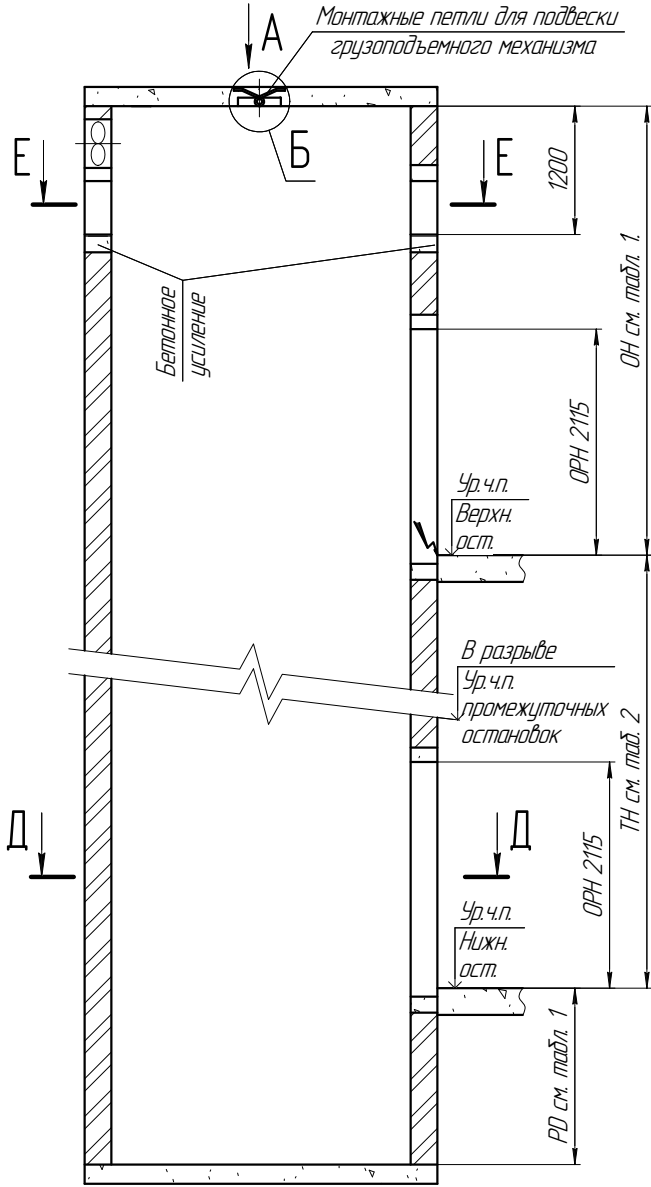 А
Монтажные петли для подвески
грузоподъемного механизма
Б
Е
Е
1200
ОН см. табл. 1.
Бетонное
усиление
ОРН 2115
Ур.ч.п.
Верхн.
ост.
В разрыве
Ур.ч.п.
промежуточных
остановок
ТН см. таб. 2
Д
Д
ОРН 2115
Ур.ч.п.
Нижн.
ост.
PD см. табл. 1